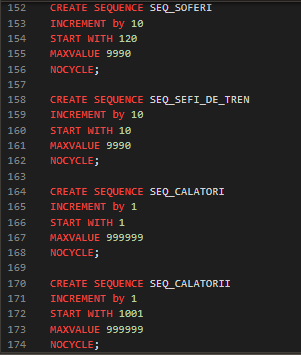 152 CREATE SEQUENCE SEQ_SOFERI
153 INCREMENT by 10
154 START WITH 120
155 MAXVALUE 9990
156 NOCYCLE;
157
158 CREATE SEQUENCE SEQ_SEFI_DE_TREN
159 INCREMENT by 10
160 START WITH 10
161 MAXVALUE 9990
162 NOCYCLE;
163
164 CREATE SEQUENCE SEQ_CALATORI
165 INCREMENT by 1
166 START WITH 1
167 MAXVALUE 999999
168 NOCYCLE;
169
170 CREATE SEQUENCE SEQ_CALATORII
171 INCREMENT by 1
172 START WITH 1001
173 MAXVALUE 999999
174 NOCYCLE;